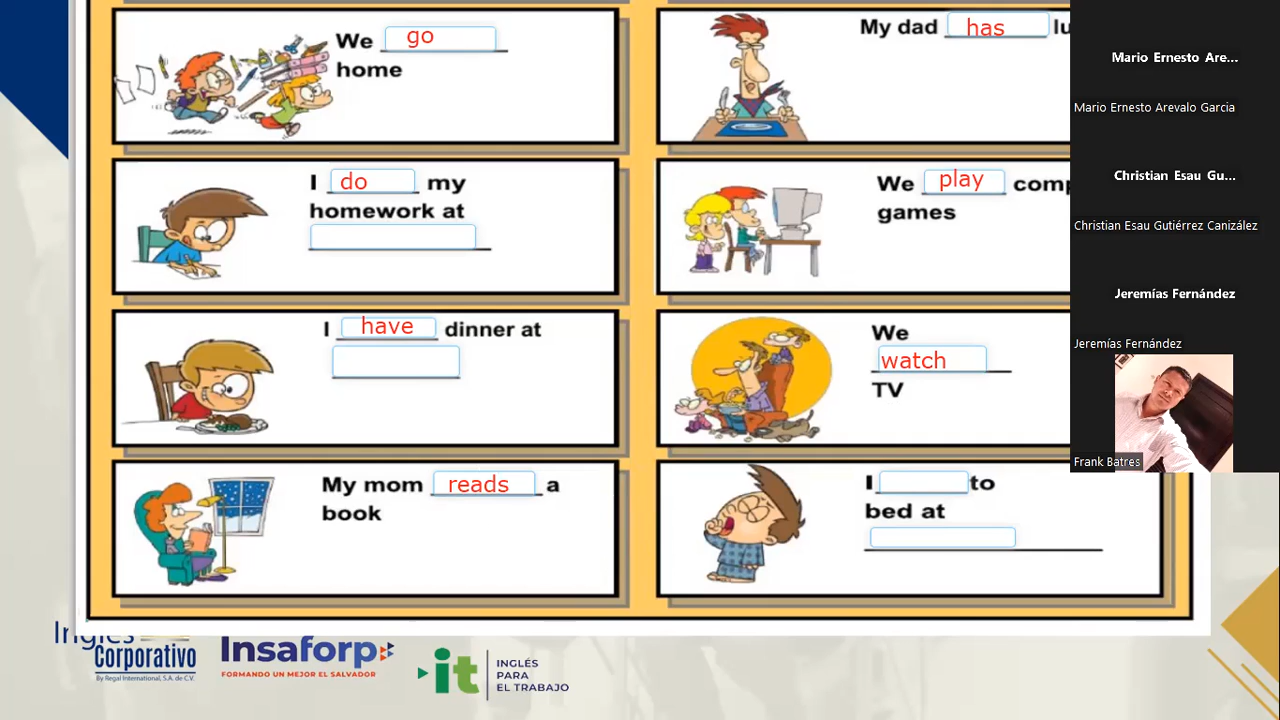 We go
home
My dad has
I do my
homework at
We play
games
I have dinner at
We
watch
TV
My mom reads a
book
I to
bed at
Mario Ernesto Are...
Mario Ernesto Arevalo Garcia
Christian Esau Gu...
Christian Esau Gutiérrez Canizález
Jeremías Fernández
Jeremías Fernández
Frank Batres
Inglés
Corporativo
By Regal International, S.A. de C.V.
Insaforp
FORMANDO UN MEJOR EL SALVADOR
it
INGLÉS
PARA
EL TRABAJO